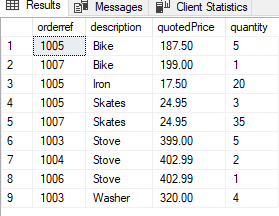 Results Messages Client Statistics
orderref description quotedPrice quantity
1 1005 Bike 187.50 5
2 1007 Bike 199.00 1
3 1005 Iron 17.50 20
4 1005 Skates 24.95 3
5 1007 Skates 24.95 35
6 1003 Stove 399.00 5
7 1004 Stove 402.99 2
8 1006 Stove 402.99 1
9 1003 Washer 320.00 4